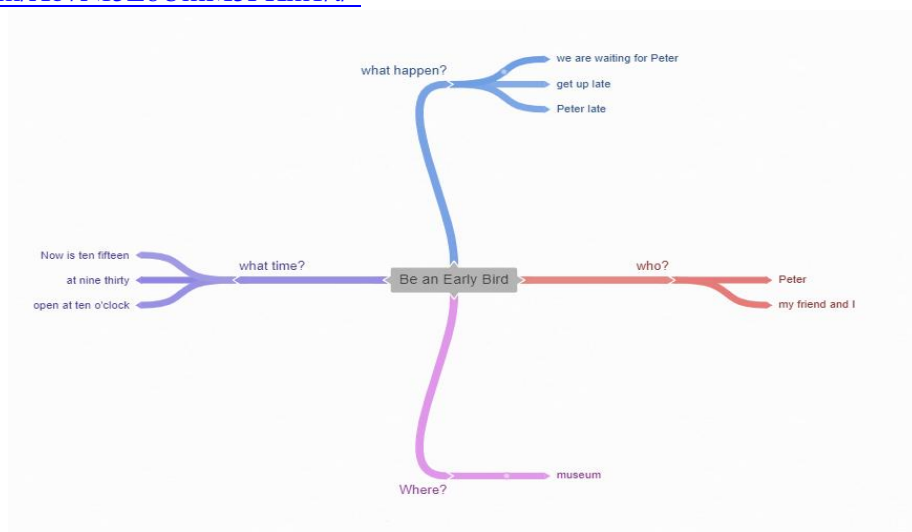 what happen?
we are waiting for Peter
get up late
Peter late
what time?
Now is ten fifteen
at nine thirty
open at ten o'clock
Be an Early Bird
who?
Peter
my friend and I
Where?
museum